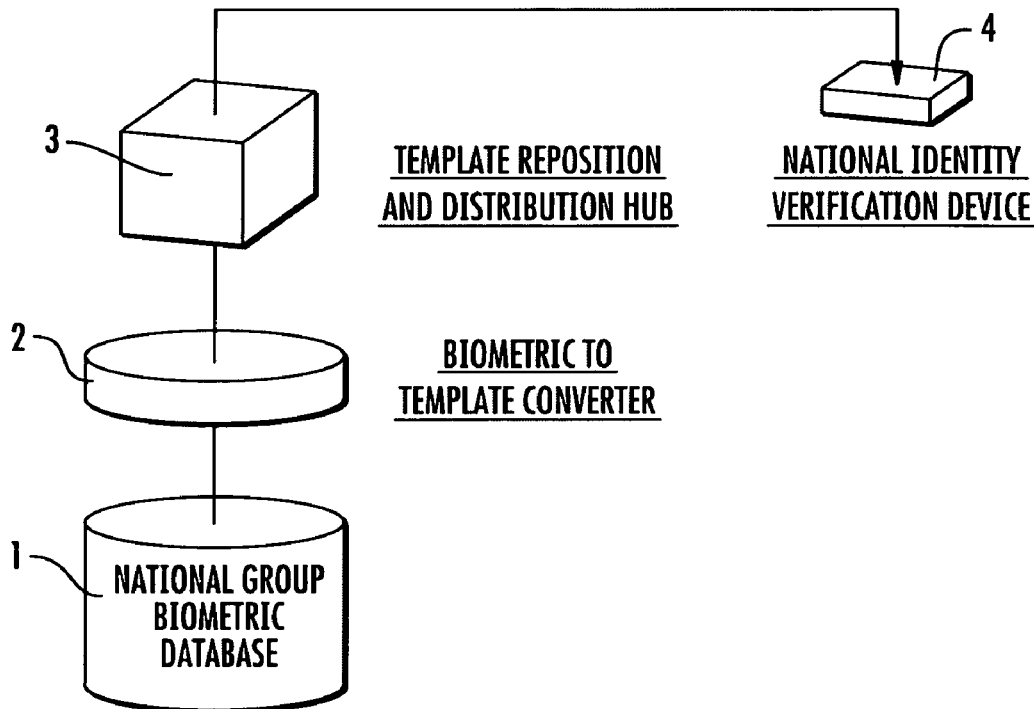 4
3
TEMPLATE REPOSITION
AND DISTRIBUTION HUB
NATIONAL IDENTITY
VERIFICATION DEVICE
2
BIOMETRIC TO
TEMPLATE CONVERTER
1
NATIONAL GROUP
BIOMETRIC
DATABASE